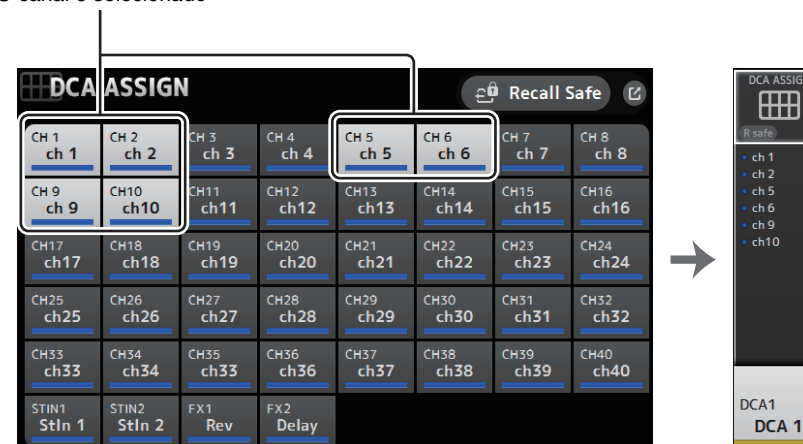 DCA ASSIGN
Recall Safe
CH 1 CH 2 CH 3 CH 4 CH 5 CH 6 CH 7 CH 8
ch 1 ch 2 ch 3 ch 4 ch 5 ch 6 ch 7 ch 8
CH 9 CH10 CH11 CH12 CH13 CH14 CH15 CH16
ch 9 ch10 ch11 ch12 ch13 ch14 ch15 ch16
CH17 CH18 CH19 CH20 CH21 CH22 CH23 CH24
ch17 ch18 ch19 ch20 ch21 ch22 ch23 ch24
CH25 CH26 CH27 CH28 CH29 CH30 CH31 CH32
ch25 ch26 ch27 ch28 ch29 ch30 ch31 ch32
CH33 CH34 CH35 CH36 CH37 CH38 CH39 CH40
ch33 ch34 ch33 ch36 ch37 ch38 ch39 ch40
STIN1 STIN2 FX1 FX2
StIn 1 StIn 2 Rev Delay
DCA ASSIG
R safe
ch 1
ch 2
ch 5
ch 6
ch 9
ch10
DCA1
DCA 1